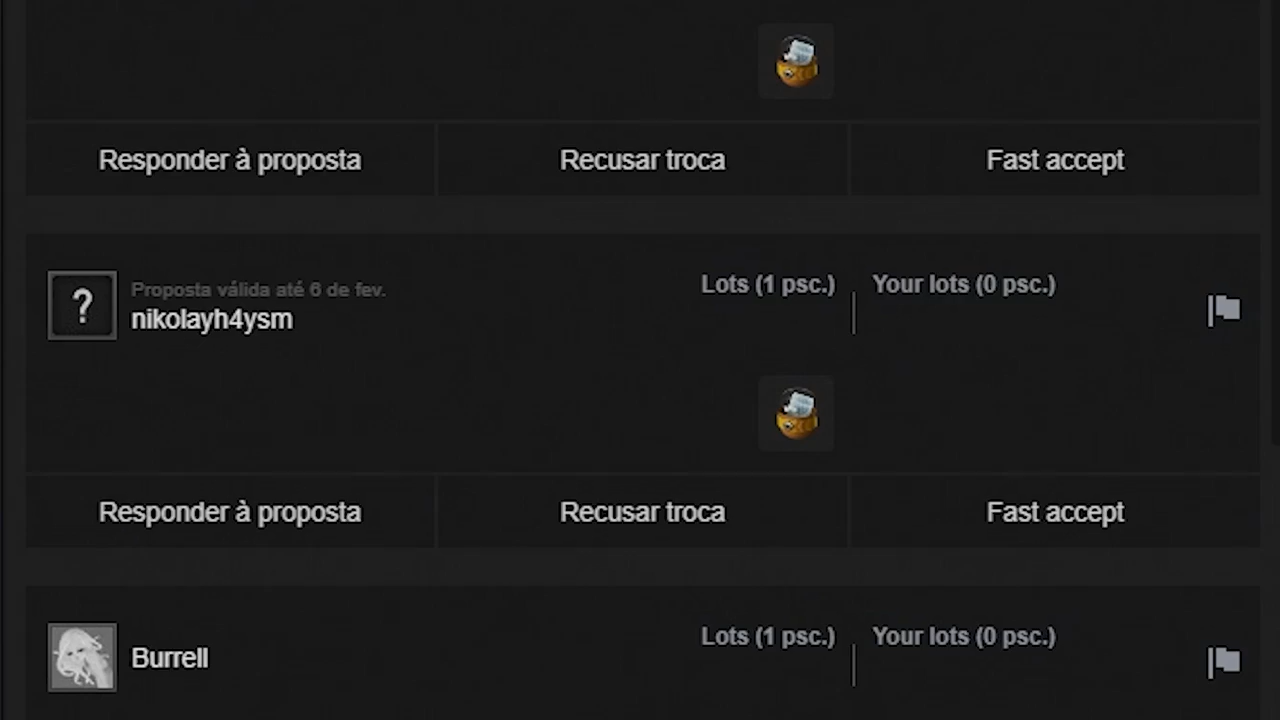 Responder à proposta
Recusar troca
Fast accept
Proposta válida até 6 de fev.
nikolayh4ysm
Lots (1 psc.)
Your lots (0 psc.)
Responder à proposta
Recusar troca
Fast accept
Burrell
Lots (1 psc.)
Your lots (0 psc.)